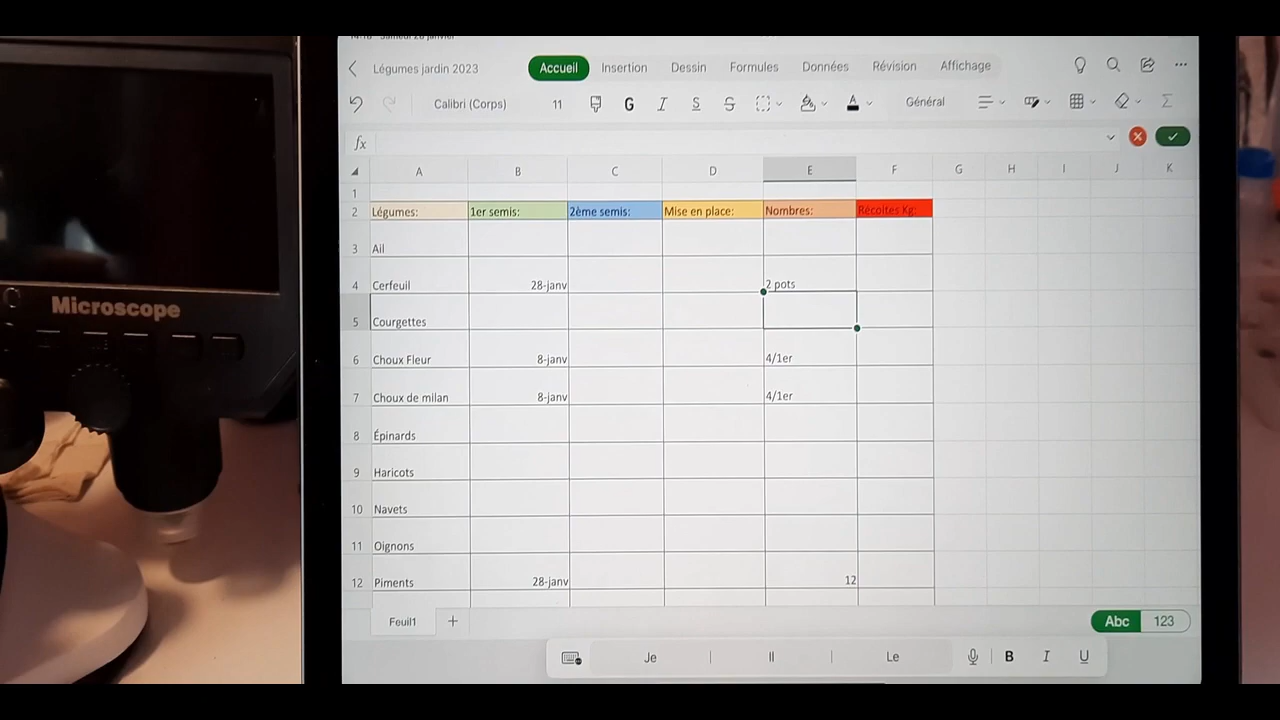 Légumes jardin 2023 Accueil Insertion Dessin Formules Données Révision Affichage
Calibri (Corps) 11 G I S S A Général Σ
fx
A B C D E F G H I J K
1
2 Légumes: 1er semis: 2ème semis: Mise en place: Nombres: Récoltes Kg:
3 Ail
4 Cerfeuil 28-janv 2 pots
5 Courgettes
6 Choux Fleur 8-janv 4/1er
7 Choux de milan 8-janv 4/1er
8 Épinards
9 Haricots
10 Navets
11 Oignons
12 Piments 28-janv 12
Feuil1 + Abc 123
Je Il Le B I U
Microscope